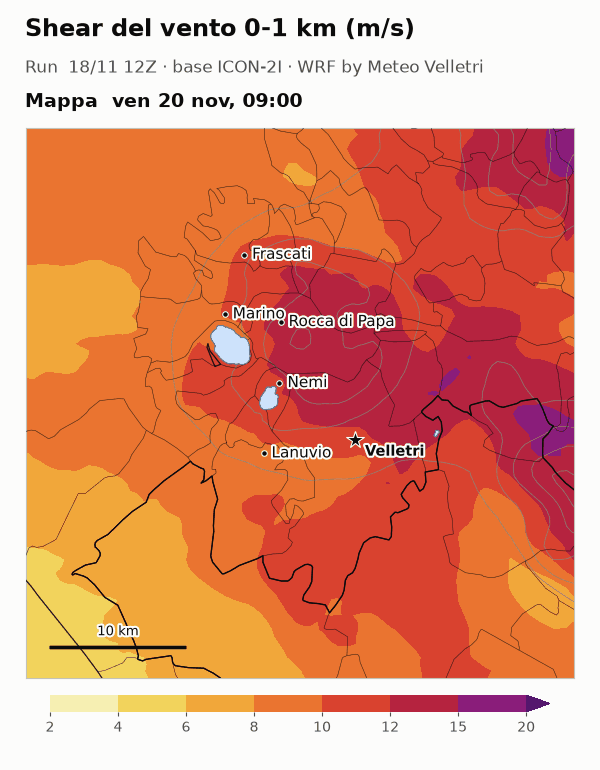 Shear del vento 0-1 km (m/s)
Run  18/11 12Z · base ICON-2I · WRF by Meteo Velletri
Mappa  ven 20 nov, 09:00
Frascati
Marino
Rocca di Papa
Nemi
Velletri
Lanuvio
10 km
2 4 6 8 10 12 15 20